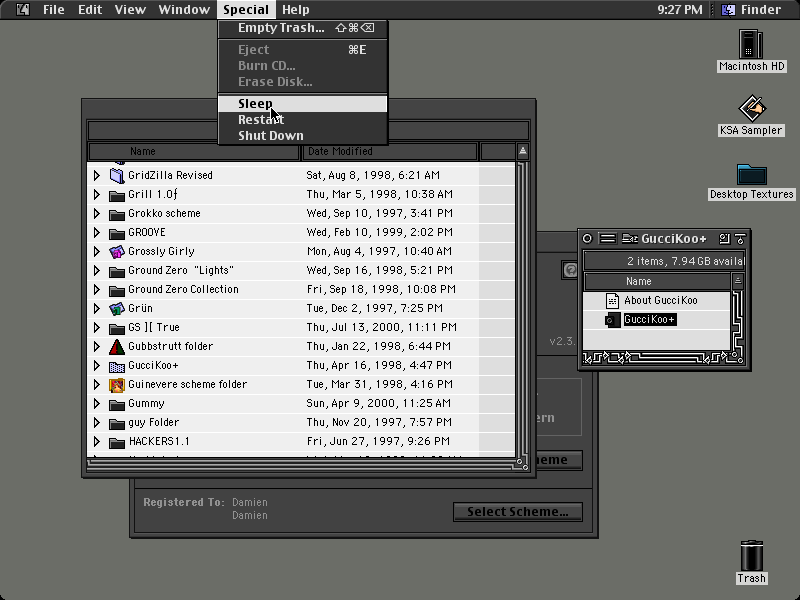 File Edit View Window Special Help 9:27 PM Finder
Empty Trash... ⇧⌘⌫
Eject ⌘E
Burn CD...
Erase Disk...
Sleep
Restart
Shut Down
Macintosh HD
KSA Sampler
Desktop Textures
Name Date Modified
GridZilla Revised Sat, Aug 8, 1998, 6:21 AM
Grill 1.0ƒ Thu, Mar 5, 1998, 10:38 AM
Grokko scheme Wed, Sep 10, 1997, 3:41 PM
GROOVE Wed, Feb 10, 1999, 2:02 PM
Grossly Girly Mon, Aug 4, 1997, 10:40 AM
Ground Zero "Lights" Wed, Sep 16, 1998, 5:21 PM
Ground Zero Collection Fri, Sep 18, 1998, 10:08 PM
Grün Tue, Dec 2, 1997, 7:25 PM
GS ][ True Thu, Jul 13, 2000, 11:11 PM
Gubbstrutt folder Thu, Jan 22, 1998, 6:44 PM
GucciKoo+ Thu, Apr 16, 1998, 4:47 PM
Guinevere scheme folder Tue, Mar 31, 1998, 4:16 PM
Gummy Sun, Apr 9, 2000, 11:25 AM
guy Folder Thu, Nov 20, 1997, 7:57 PM
HACKERS1.1 Fri, Jun 27, 1997, 9:26 PM
GucciKoo+
2 items, 7.94 GB availal
Name
About GucciKoo
GucciKoo+
v2.3.
ern
heme
Registered To: Damien
Damien
Select Scheme...
Trash